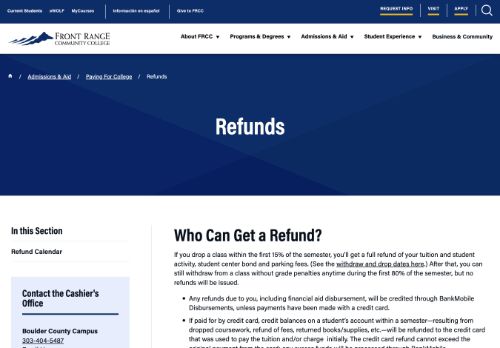 Current Students eWOLF MyCourses Información en español Give to FRCC REQUEST INFO VISIT APPLY
FRONT RANGE
COMMUNITY COLLEGE
About FRCC Programs & Degrees Admissions & Aid Student Experience Business & Community
/ Admissions & Aid / Paying For College / Refunds
Refunds
In this Section
Refund Calendar
Contact the Cashier's
Office
Boulder County Campus
303-404-5487
Who Can Get a Refund?
If you drop a class within the first 15% of the semester, you'll get a full refund of your tuition and student
activity, student center bond and parking fees. (See the withdraw and drop dates here.) After that, you can
still withdraw from a class without grade penalties anytime during the first 80% of the semester, but no
refunds will be issued.
• Any refunds due to you, including financial aid disbursement, will be credited through BankMobile
Disbursements, unless payments have been made with a credit card.
• If paid for by credit card, credit balances on a student's account within a semester—resulting from
dropped coursework, refund of fees, returned books/supplies, etc.—will be refunded to the credit card
that was used to pay the tuition and/or charge initially. The credit card refund cannot exceed the